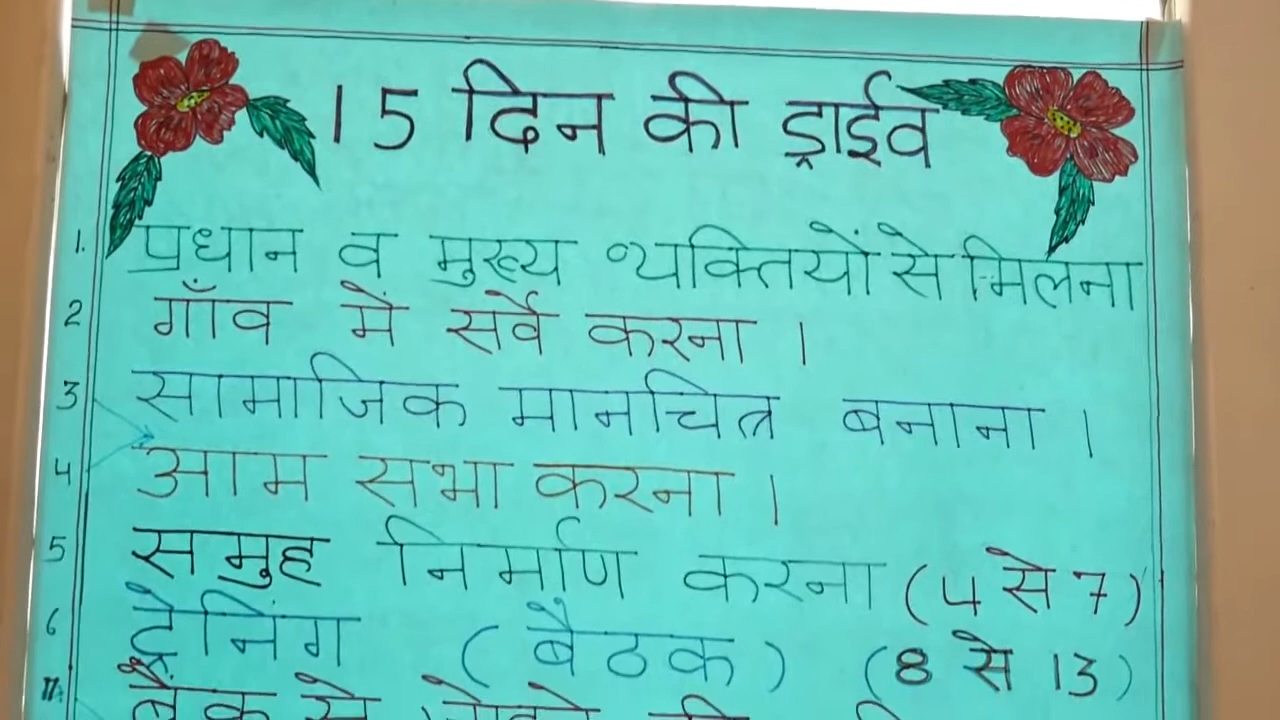 15 दिन की ड्राईव
1. प्रधान व मुख्य व्यक्तियों से मिलना
2 गाँव में सर्वे करना ।
3 सामाजिक मानचित्र बनाना ।
4 आम सभा करना ।
5 समुह निर्माण करना (4 से 7)
6 ट्रेनिंग (बैठक) (8 से 13)
बैंक से